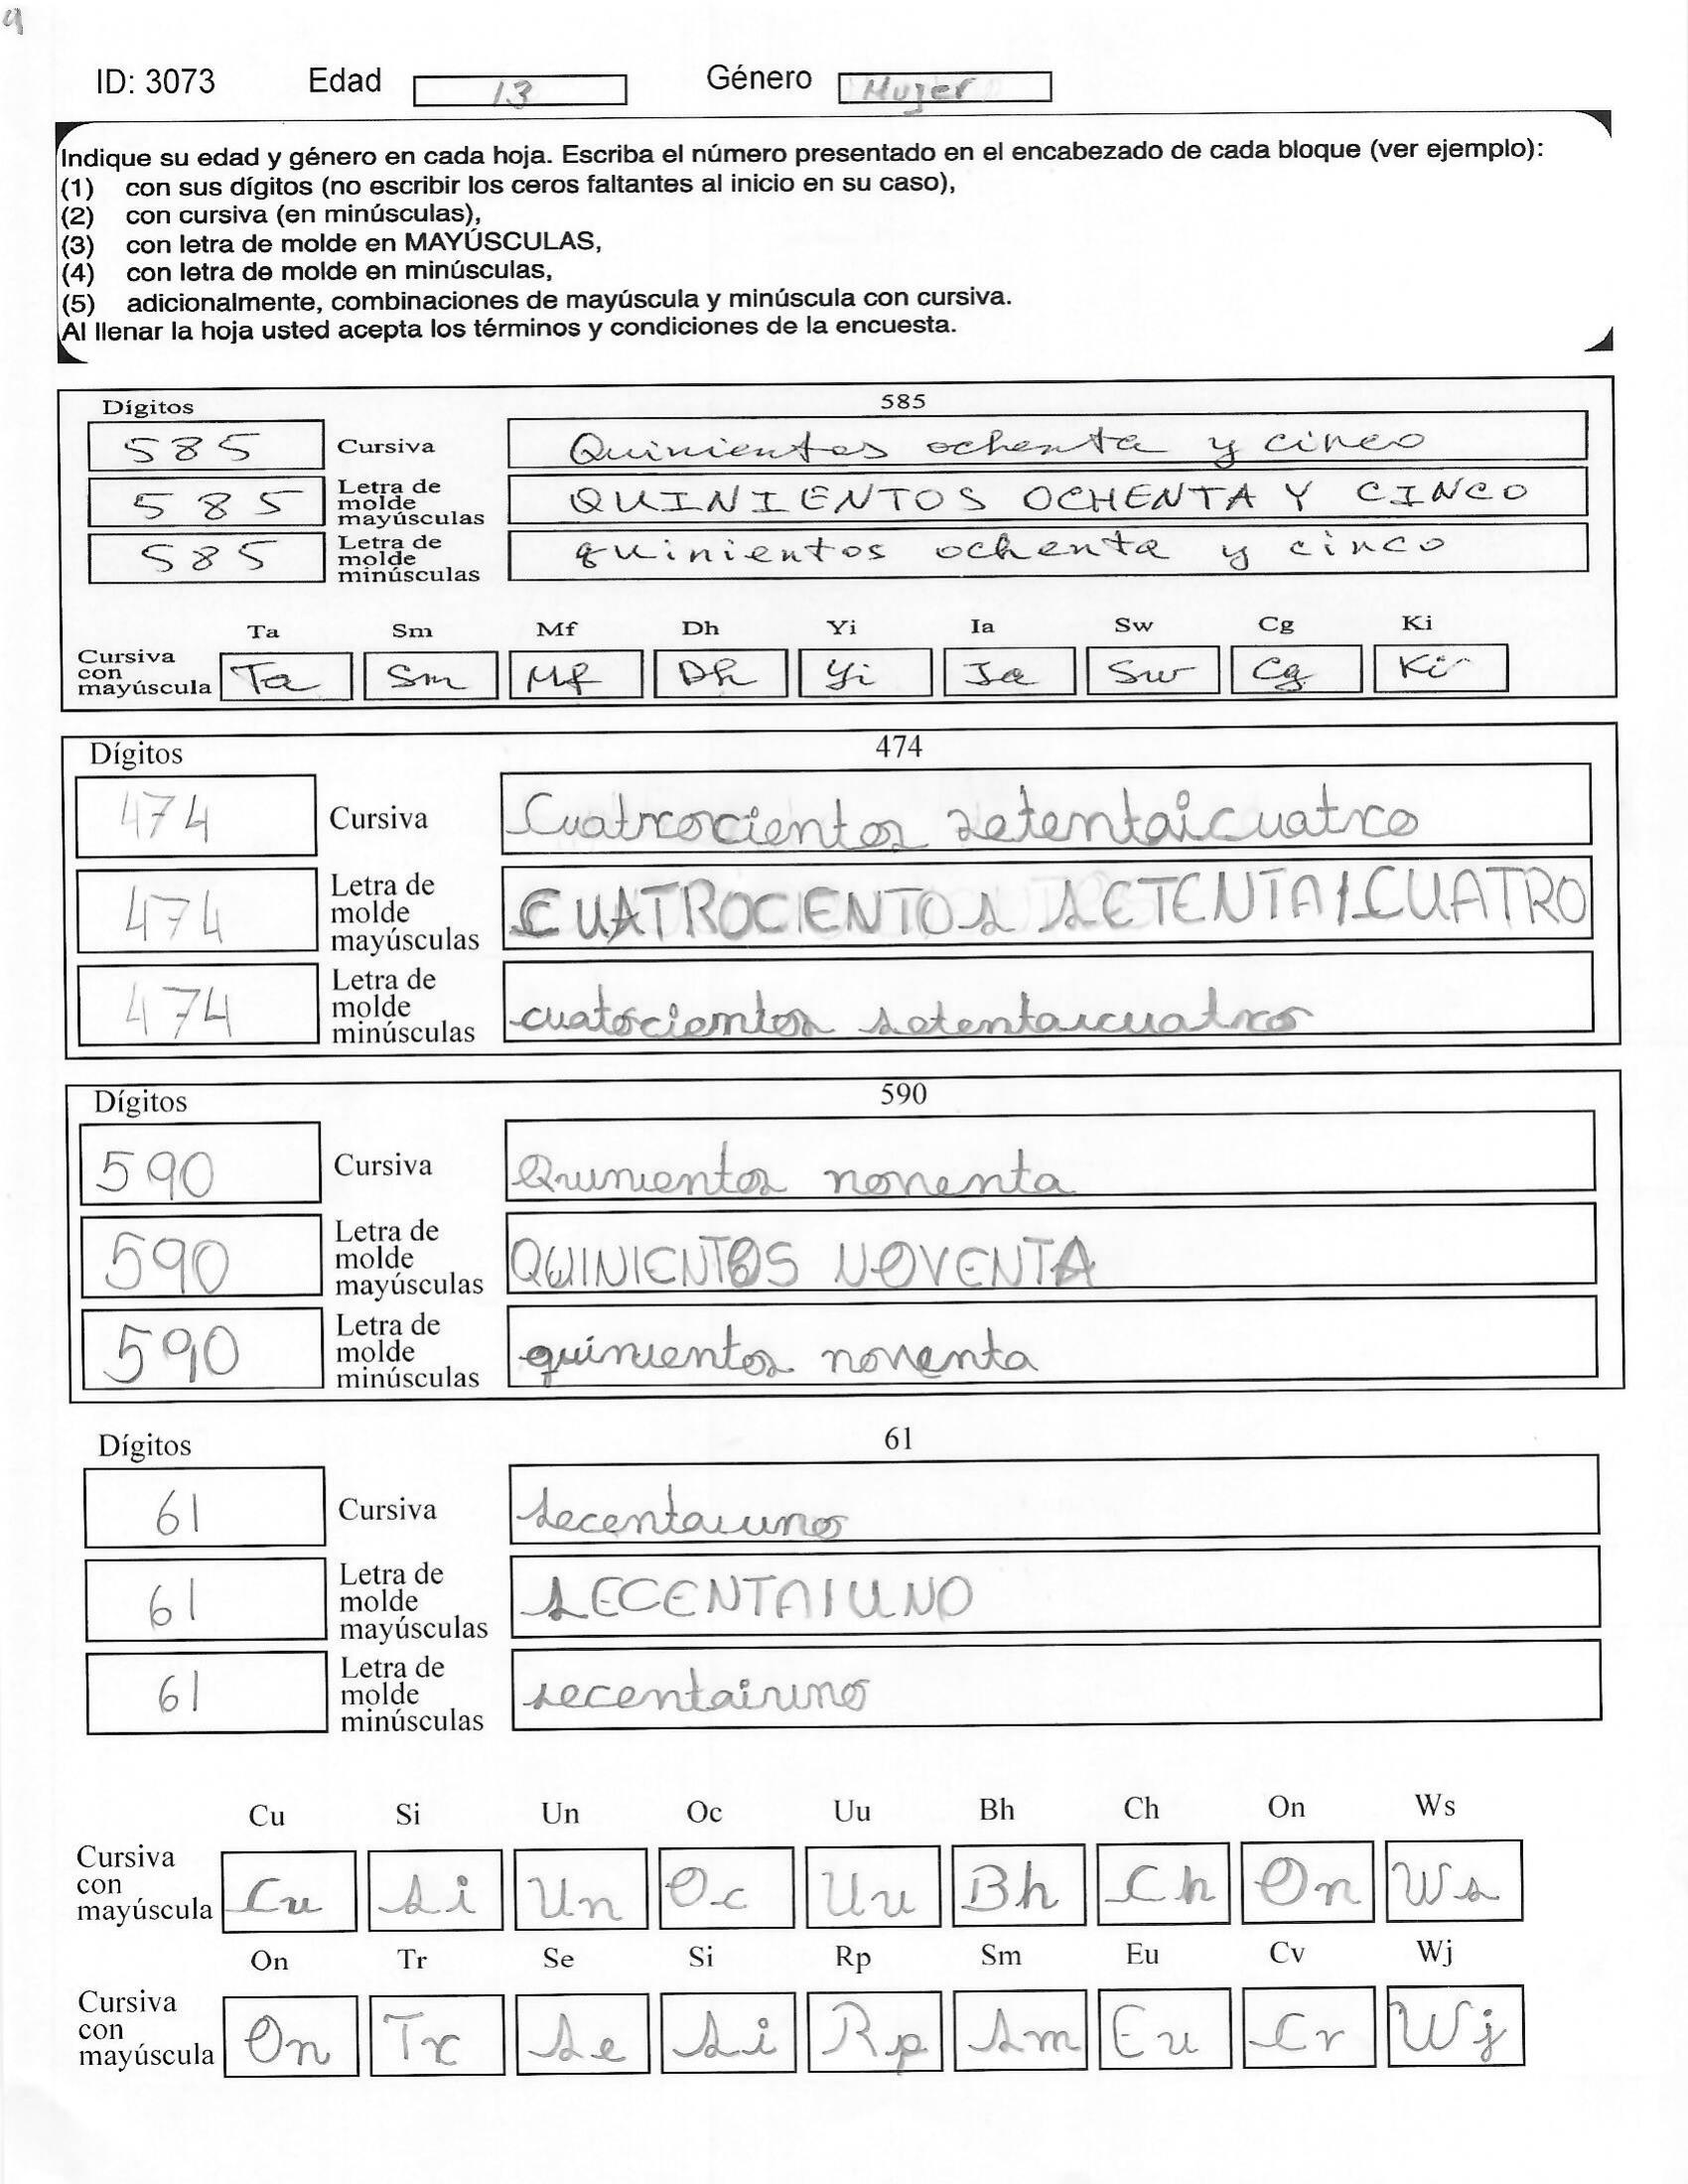 9
ID: 3073 Edad 13 Género Mujer
Indique su edad y género en cada hoja. Escriba el número presentado en el encabezado de cada bloque (ver ejemplo):
(1) con sus dígitos (no escribir los ceros faltantes al inicio en su caso),
(2) con cursiva (en minúsculas),
(3) con letra de molde en MAYÚSCULAS,
(4) con letra de molde en minúsculas,
(5) adicionalmente, combinaciones de mayúscula y minúscula con cursiva.
Al llenar la hoja usted acepta los términos y condiciones de la encuesta.
Dígitos 585
585 Cursiva Quinientos ochenta y cinco
585 Letra de molde mayúsculas QUINIENTOS OCHENTA Y CINCO
585 Letra de molde minúsculas quinientos ochenta y cinco
Ta Sm Mf Dh Yi Ia Sw Cg Ki
Cursiva con mayúscula Ta Sm Mf Dh Yi Ia Sw Cg Ki
Dígitos 474
474 Cursiva Cuatrocientos setentaicuatro
474 Letra de molde mayúsculas CUATROCIENTOS SETENTAICUATRO
474 Letra de molde minúsculas cuatocientos setentaicuatro
Dígitos 590
590 Cursiva Quinientos noventa
590 Letra de molde mayúsculas QUINIENTOS NOVENTA
590 Letra de molde minúsculas quinientos noventa
Dígitos 61
61 Cursiva secentaiuno
61 Letra de molde mayúsculas SECENTAIUNO
61 Letra de molde minúsculas secentaiuno
Cu Si Un Oc Uu Bh Ch On Ws
Cursiva con mayúscula Cu Si Un Oc Uu Bh Ch On Ws
On Tr Se Si Rp Sm Eu Cv Wj
Cursiva con mayúscula On Tr Se Si Rp Sm Eu Cv Wj